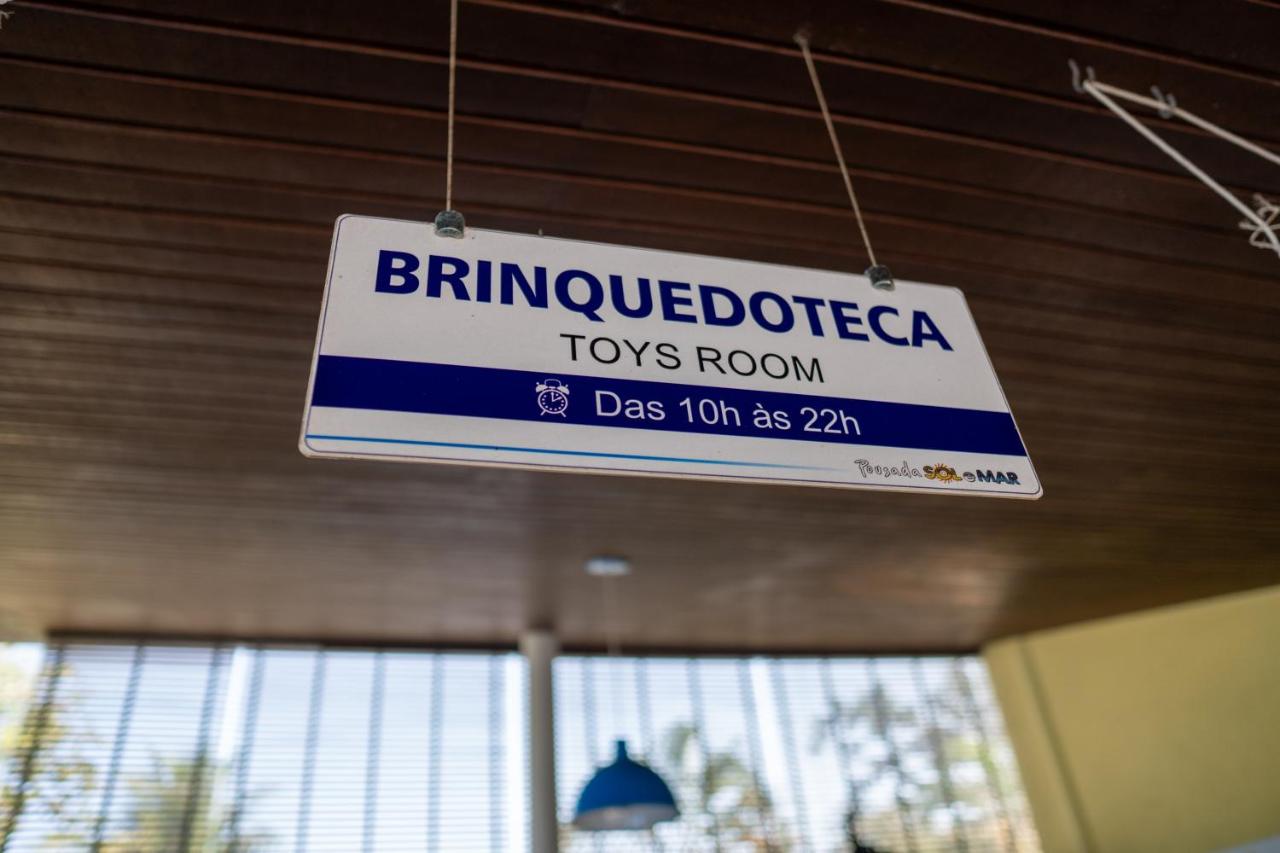 BRINQUEDOTECA
TOYS ROOM
Das 10h às 22h
Pousada SOL e MAR